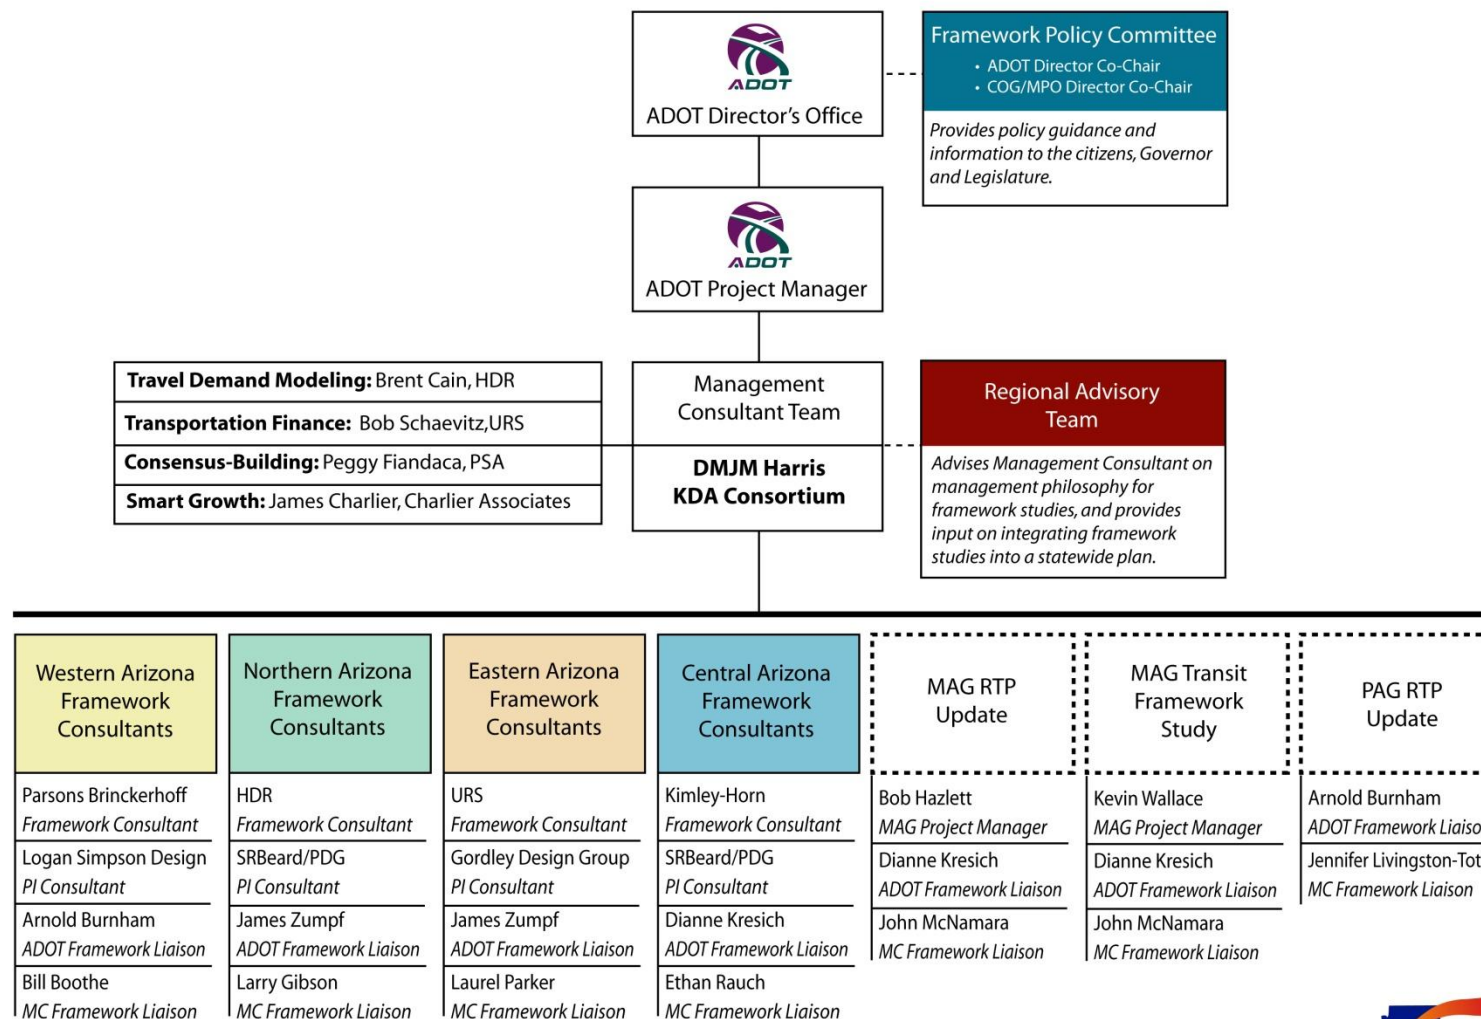 ADOT
ADOT Director's Office
Framework Policy Committee
• ADOT Director Co-Chair
• COG/MPO Director Co-Chair
Provides policy guidance and
information to the citizens, Governor
and Legislature.
ADOT
ADOT Project Manager
Travel Demand Modeling: Brent Cain, HDR
Transportation Finance: Bob Schaevitz,URS
Consensus-Building: Peggy Fiandaca, PSA
Smart Growth: James Charlier, Charlier Associates
Management
Consultant Team
DMJM Harris
KDA Consortium
Regional Advisory
Team
Advises Management Consultant on
management philosophy for
framework studies, and provides
input on integrating framework
studies into a statewide plan.
Western Arizona
Framework
Consultants
Parsons Brinckerhoff
Framework Consultant
Logan Simpson Design
PI Consultant
Arnold Burnham
ADOT Framework Liaison
Bill Boothe
MC Framework Liaison
Northern Arizona
Framework
Consultants
HDR
Framework Consultant
SRBeard/PDG
PI Consultant
James Zumpf
ADOT Framework Liaison
Larry Gibson
MC Framework Liaison
Eastern Arizona
Framework
Consultants
URS
Framework Consultant
Gordley Design Group
PI Consultant
James Zumpf
ADOT Framework Liaison
Laurel Parker
MC Framework Liaison
Central Arizona
Framework
Consultants
Kimley-Horn
Framework Consultant
SRBeard/PDG
PI Consultant
Dianne Kresich
ADOT Framework Liaison
Ethan Rauch
MC Framework Liaison
MAG RTP
Update
Bob Hazlett
MAG Project Manager
Dianne Kresich
ADOT Framework Liaison
John McNamara
MC Framework Liaison
MAG Transit
Framework
Study
Kevin Wallace
MAG Project Manager
Dianne Kresich
ADOT Framework Liaison
John McNamara
MC Framework Liaison
PAG RTP
Update
Arnold Burnham
ADOT Framework Liaiso
Jennifer Livingston-Tot
MC Framework Liaison